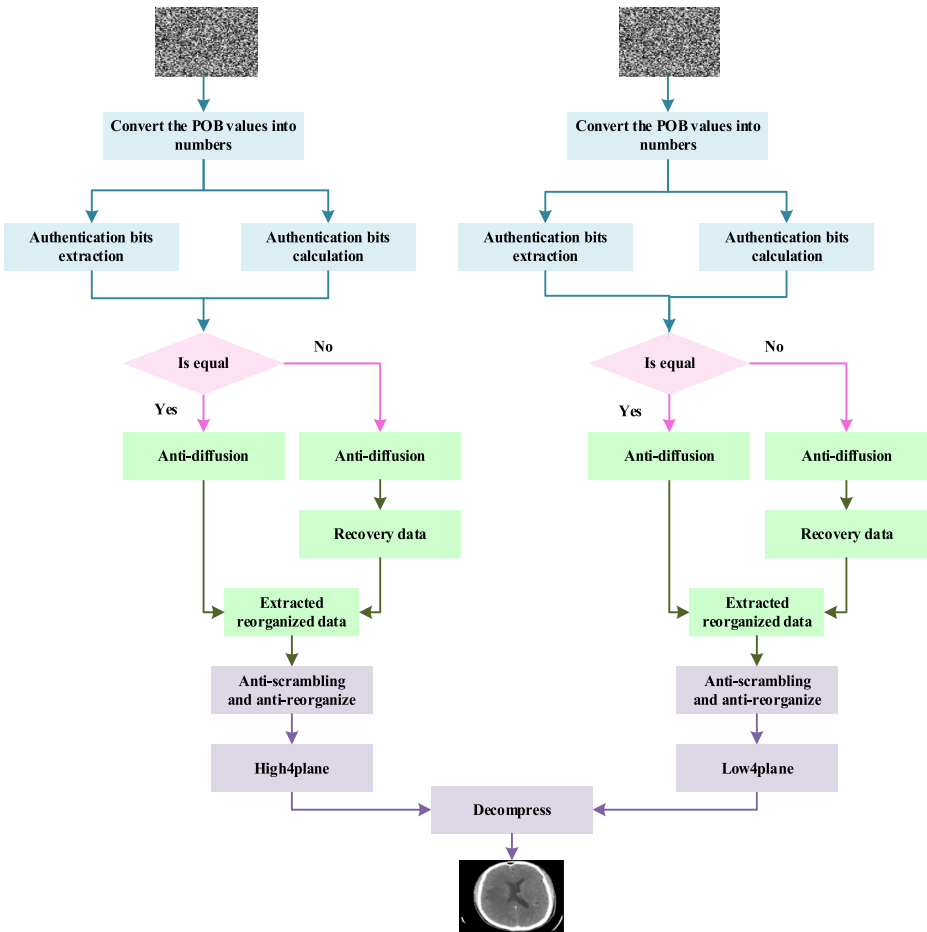 Convert the POB values into
numbers
Convert the POB values into
numbers
Authentication bits
extraction
Authentication bits
calculation
Authentication bits
extraction
Authentication bits
calculation
Is equal
No
Yes
Is equal
No
Yes
Anti-diffusion
Anti-diffusion
Anti-diffusion
Anti-diffusion
Recovery data
Recovery data
Extracted
reorganized data
Extracted
reorganized data
Anti-scrambling
and anti-reorganize
Anti-scrambling
and anti-reorganize
High4plane
Low4plane
Decompress